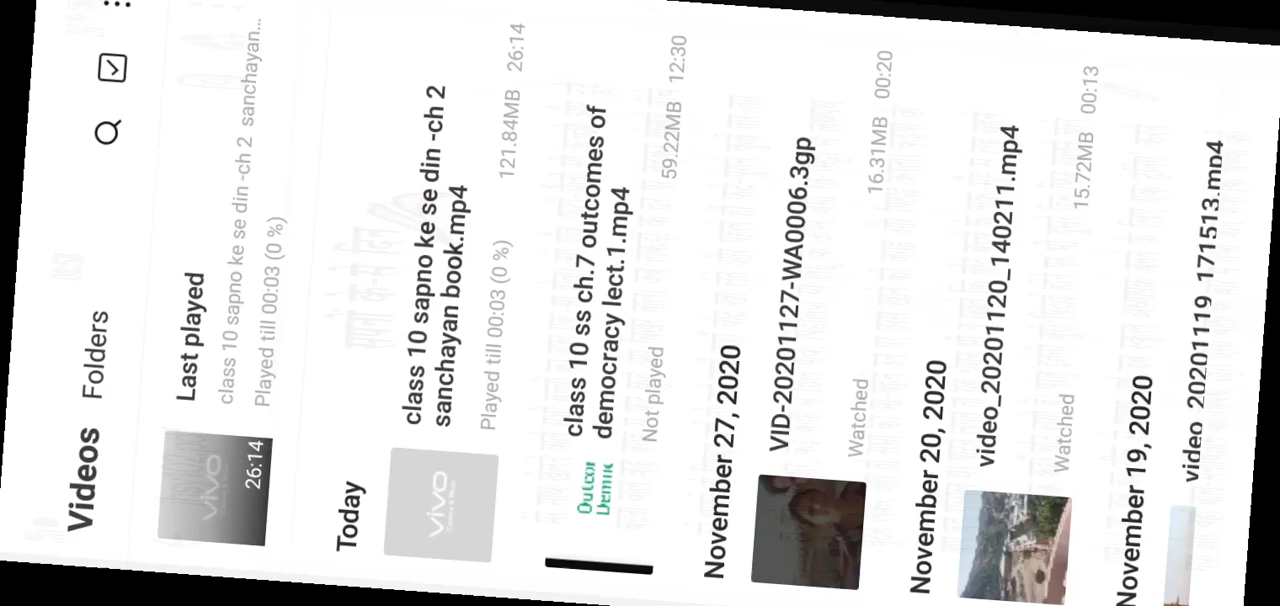 Videos Folders
Last played
class 10 sapno ke se din -ch 2 sanchayan...
Played till 00:03 (0 %)
vivo
26:14
Today
class 10 sapno ke se din -ch 2
sanchayan book.mp4
Played till 00:03 (0 %) 121.84MB 26:14
vivo
class 10 ss ch.7 outcomes of
democracy lect.1.mp4
Not played 59.22MB 12:30
November 27, 2020
VID-20201127-WA0006.3gp
Watched 16.31MB 00:20
November 20, 2020
video_20201120_140211.mp4
Watched 15.72MB 00:13
November 19, 2020
video_20201119_171513.mp4